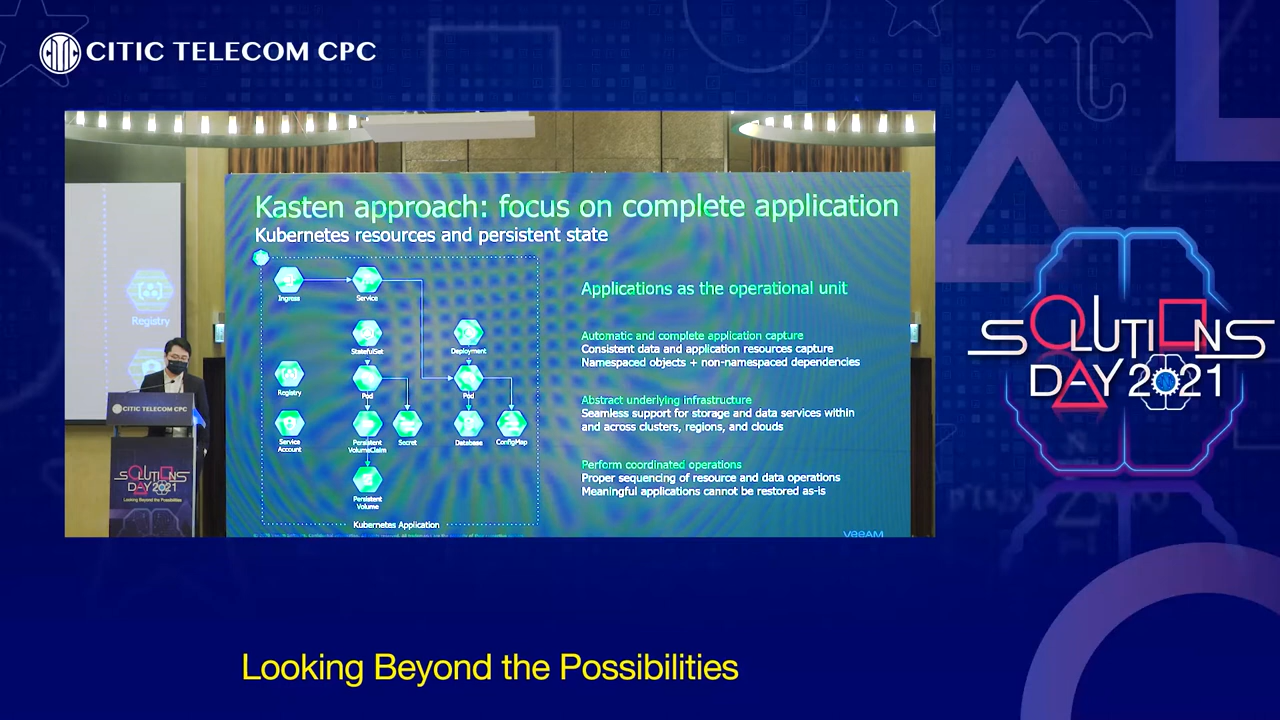 CITIC TELECOM CPC
Kasten approach: focus on complete application
Kubernetes resources and persistent state
Ingress
Service
StatefulSet
Deployment
Registry
Pod
Pod
Service
Account
Persistent
VolumeClaim
Secret
Database
ConfigMap
Persistent
Volume
Kubernetes Application
Applications as the operational unit
Automatic and complete application capture
Consistent data and application resources capture
Namespaced objects + non-namespaced dependencies
Abstract underlying infrastructure
Seamless support for storage and data services within
and across clusters, regions, and clouds
Perform coordinated operations
Proper sequencing of resource and data operations
Meaningful applications cannot be restored as-is
veeAM
Registry
CITIC TELECOM CPC
SOLUTIONS
DAY 2021
Looking Beyond the Possibilities
SOLUTIONS
DAY 2021
Looking Beyond the Possibilities